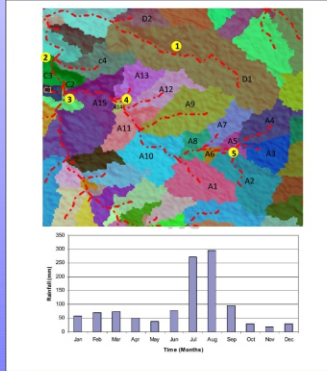 D2
1
2
c4
D1
C3
A13
C1
C2
3
A15
4
A12
A9
A11
A7
A4
A8
A5
A10
A6
5
A3
A1
A2
Rainfall (mm)
350
300
250
200
150
100
50
0
Jan Feb Mar Apr May Jun Jul Aug Sep Oct Nov Dec
Time (Months)